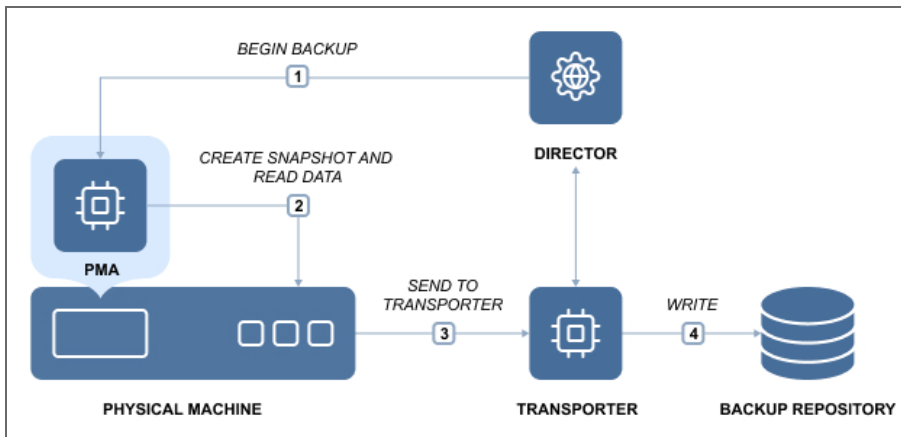 BEGIN BACKUP
1
DIRECTOR
CREATE SNAPSHOT AND
READ DATA
2
PMA
SEND TO
TRANSPORTER
3
WRITE
4
PHYSICAL MACHINE
TRANSPORTER
BACKUP REPOSITORY